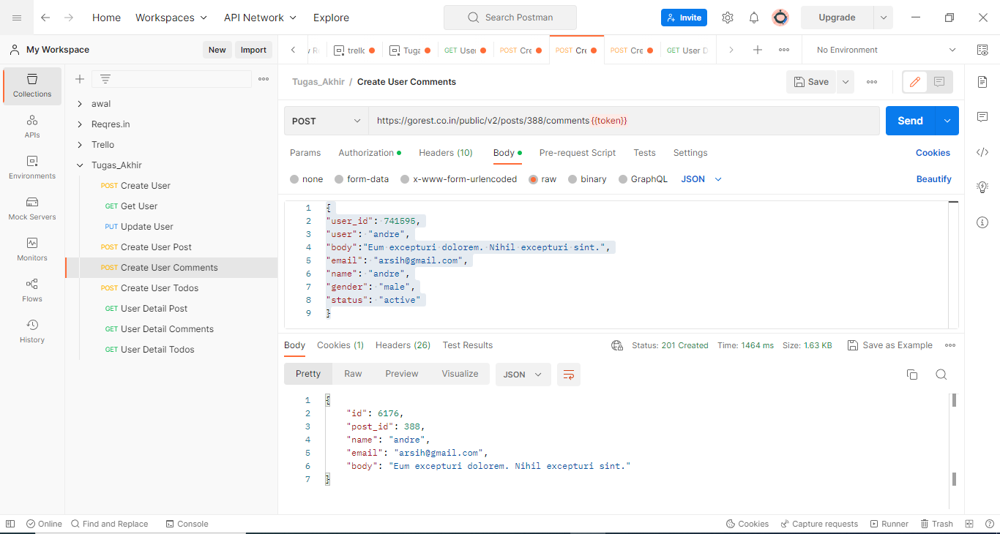 Home Workspaces API Network Explore Search Postman Invite Upgrade
My Workspace New Import
trello Tuga GET User POST Cre POST Cre POST Cre GET User D No Environment
Collections
APIs
Environments
Mock Servers
Monitors
Flows
History
awal
Reqres.in
Trello
Tugas_Akhir
POST Create User
GET Get User
PUT Update User
POST Create User Post
POST Create User Comments
POST Create User Todos
GET User Detail Post
GET User Detail Comments
GET User Detail Todos
Tugas_Akhir / Create User Comments Save
POST https://gorest.co.in/public/v2/posts/388/comments{{token}} Send
Params Authorization Headers (10) Body Pre-request Script Tests Settings Cookies
none form-data x-www-form-urlencoded raw binary GraphQL JSON Beautify
1 {
2 "user_id": 741595,
3 "user": "andre",
4 "body":"Eum excepturi dolorem. Nihil excepturi sint.",
5 "email": "arsih@gmail.com",
6 "name": "andre",
7 "gender": "male",
8 "status": "active"
9 }
Body Cookies (1) Headers (26) Test Results Status: 201 Created Time: 1464 ms Size: 1.63 KB Save as Example
Pretty Raw Preview Visualize JSON
1 {
2 "id": 6176,
3 "post_id": 388,
4 "name": "andre",
5 "email": "arsih@gmail.com",
6 "body": "Eum excepturi dolorem. Nihil excepturi sint."
7 }
Online Find and Replace Console Cookies Capture requests Runner Trash